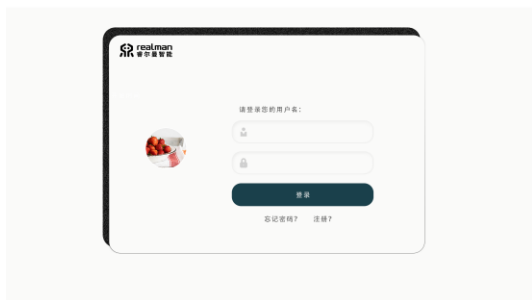 realman
睿尔曼智能
请登录您的用户名：
登录
忘记密码？ 注册？